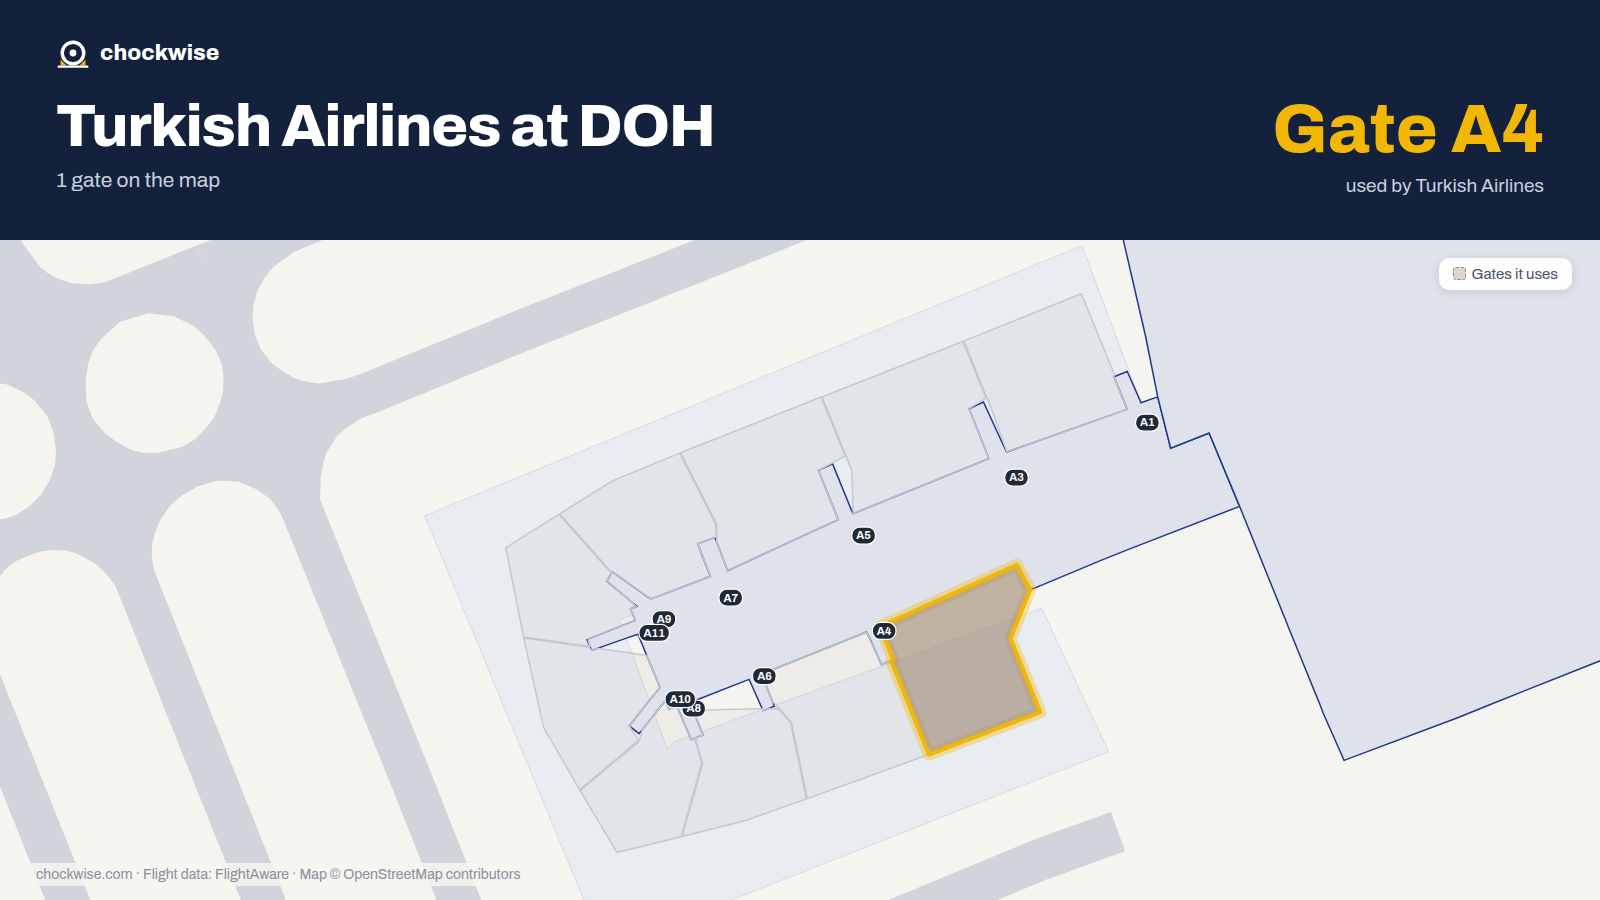 chockwise
Turkish Airlines at DOH
1 gate on the map
Gate A4
used by Turkish Airlines
Gates it uses
A1
A3
A5
A7
A9
A11
A4
A6
A10
A8
chockwise.com · Flight data: FlightAware · Map © OpenStreetMap contributors